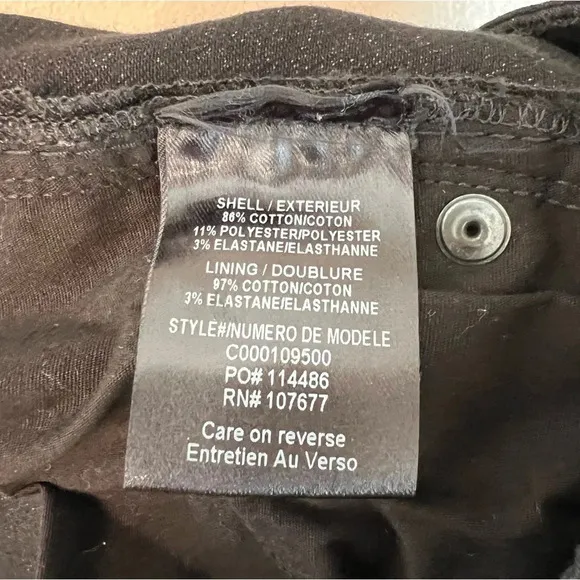 SHELL / EXTERIEUR
86% COTTON/COTON
11% POLYESTER/POLYESTER
3% ELASTANE/ELASTHANNE
LINING / DOUBLURE
97% COTTON/COTON
3% ELASTANE/ELASTHANNE
STYLE#/NUMERO DE MODELE
C000109500
PO# 114486
RN# 107677
Care on reverse
Entretien Au Verso